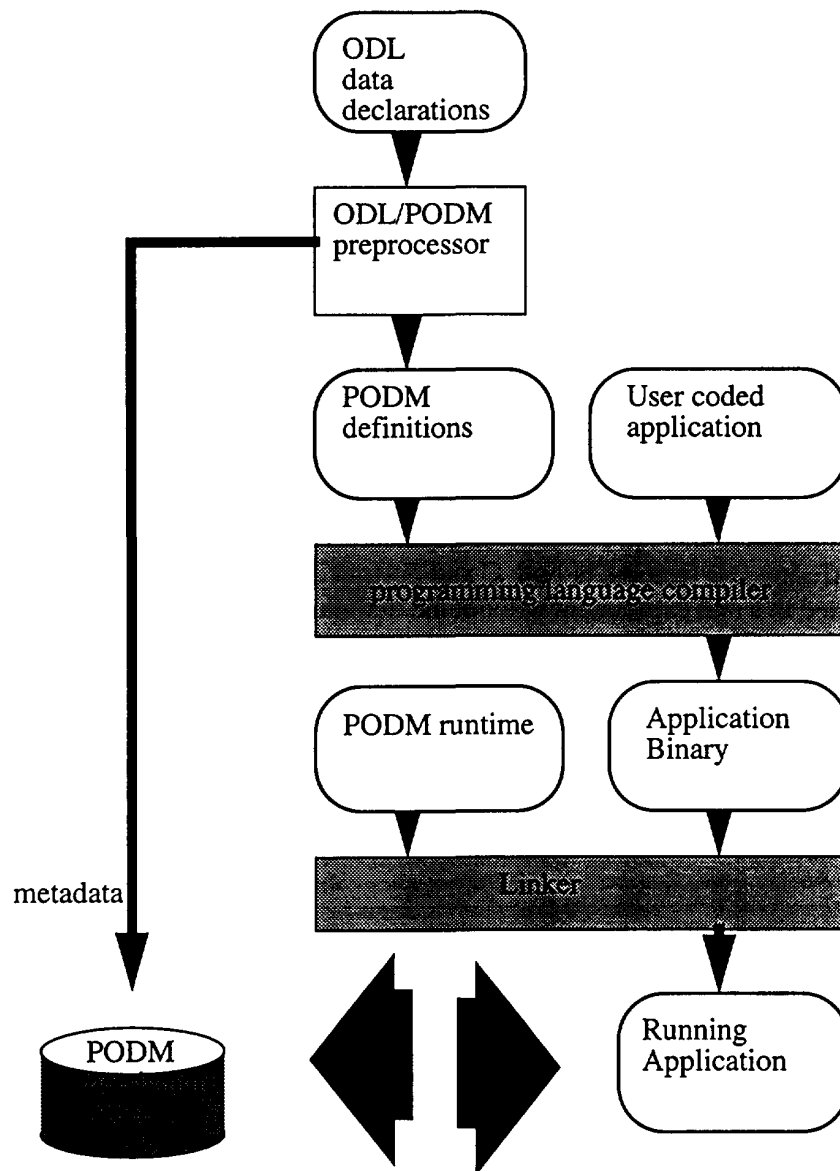 ODL
data
declarations
ODL/PODM
preprocessor
PODM
definitions
User coded
application
programming language compiler
PODM runtime
Application
Binary
Linker
metadata
PODM
Running
Application